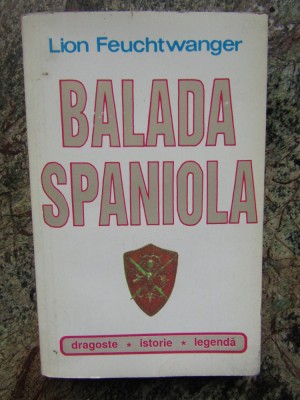 Lion Feuchtwanger
BALADA
SPANIOLA
dragoste * istorie * legendă